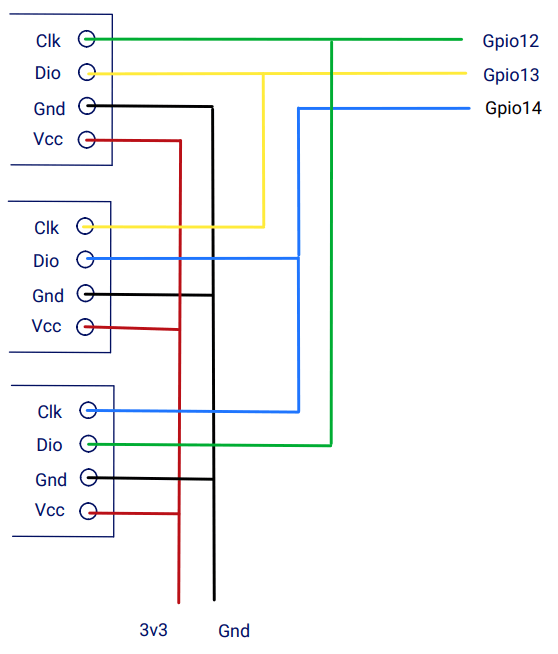 Clk
Dio
Gnd
Vcc
Gpio12
Gpio13
Gpio14
Clk
Dio
Gnd
Vcc
Clk
Dio
Gnd
Vcc
3v3
Gnd